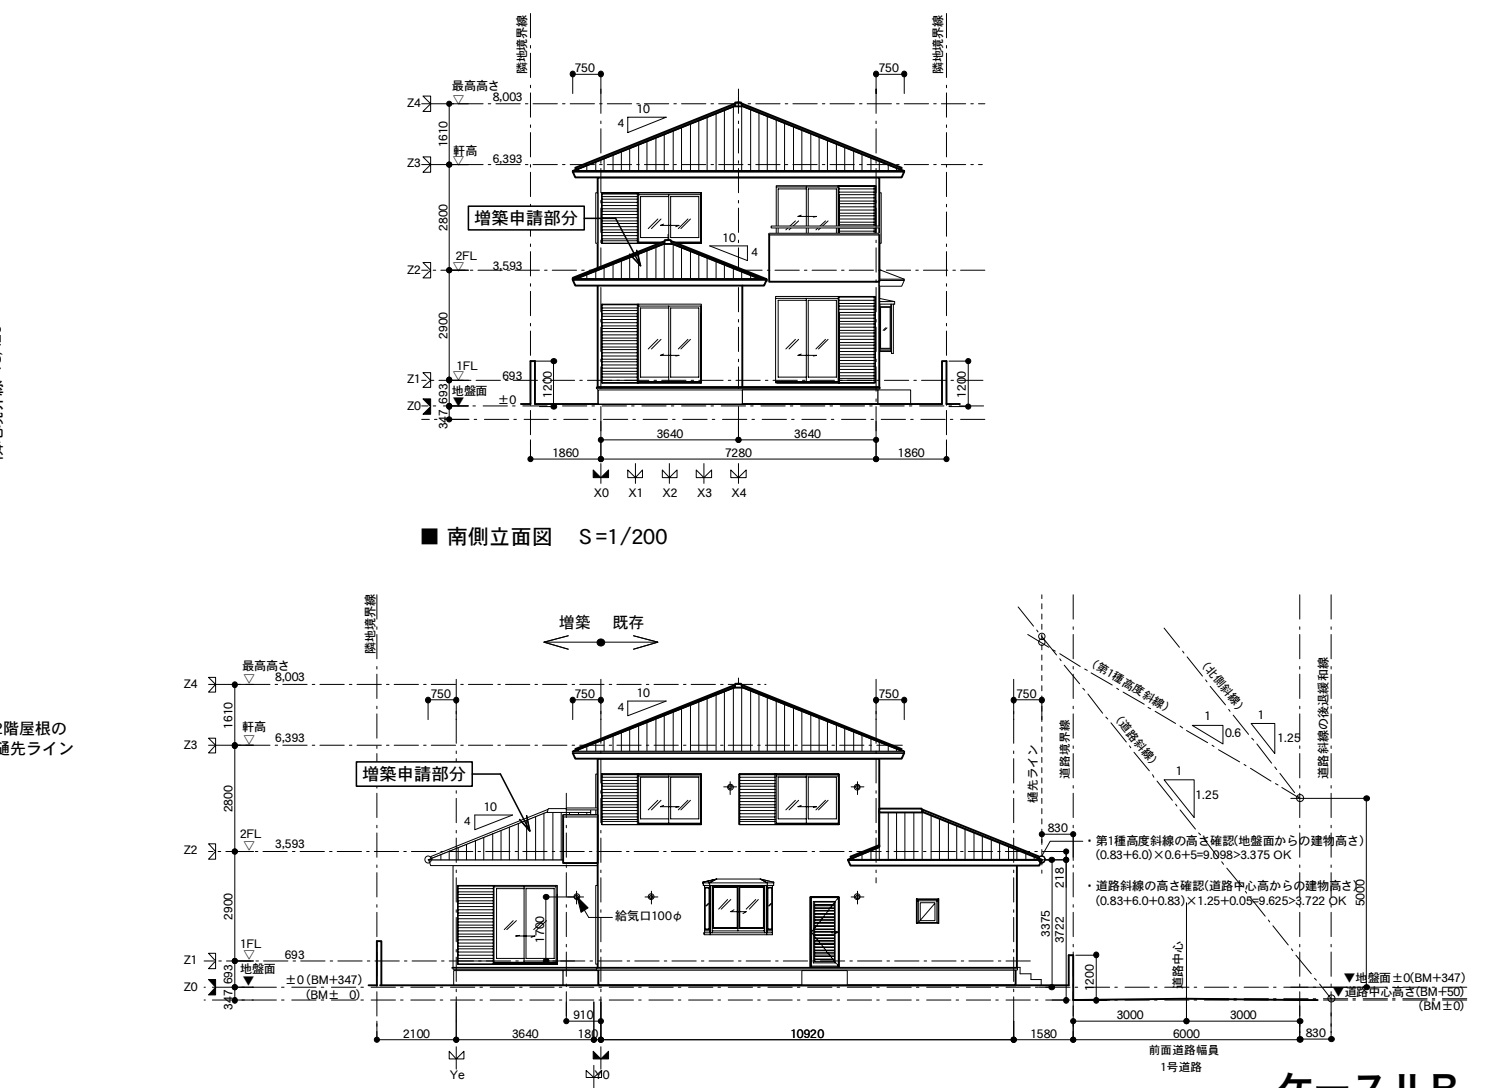 隣地境界線
隣地境界線
750
750
最高高さ
Z4
8,003
10
4
1610
軒高
Z3
6,393
2800
増築申請部分
10
4
2FL
Z2
3,593
2900
1FL
Z1
693
1200
1200
693
地盤面
Z0
±0
347
3640
3640
1860
7280
1860
X0
X1
X2
X3
X4
■ 南側立面図 S=1/200
隣地境界線
増築
既存
最高高さ
Z4
8,003
750
750
10
4
750
750
1610
軒高
Z3
6,393
2階屋根の
樋先ライン
増築申請部分
2800
10
4
2FL
Z2
3,593
2900
1700
給気口100φ
1FL
Z1
693
693
地盤面
Z0
±0(BM+347)
(BM± 0)
347
樋先ライン
道路境界線
(第1種高度斜線)
(北側斜線)
(道路斜線)
道路斜線の後退緩和線
1
0.6
1
1.25
1
1.25
830
・第1種高度斜線の高さ確認(地盤面からの建物高さ)
(0.83+6.0)×0.6+5=9.098>3.375 OK
・道路斜線の高さ確認(道路中心高からの建物高さ)
(0.83+6.0+0.83)×1.25+0.05=9.625>3.722 OK
218
3375
3722
5000
1200
道路中心
▼地盤面±0(BM+347)
▼道路中心高さ(BM+50)
(BM±0)
910
3000
3000
2100
3640
180
10920
1580
6000
830
前面道路幅員
1号道路
Ye